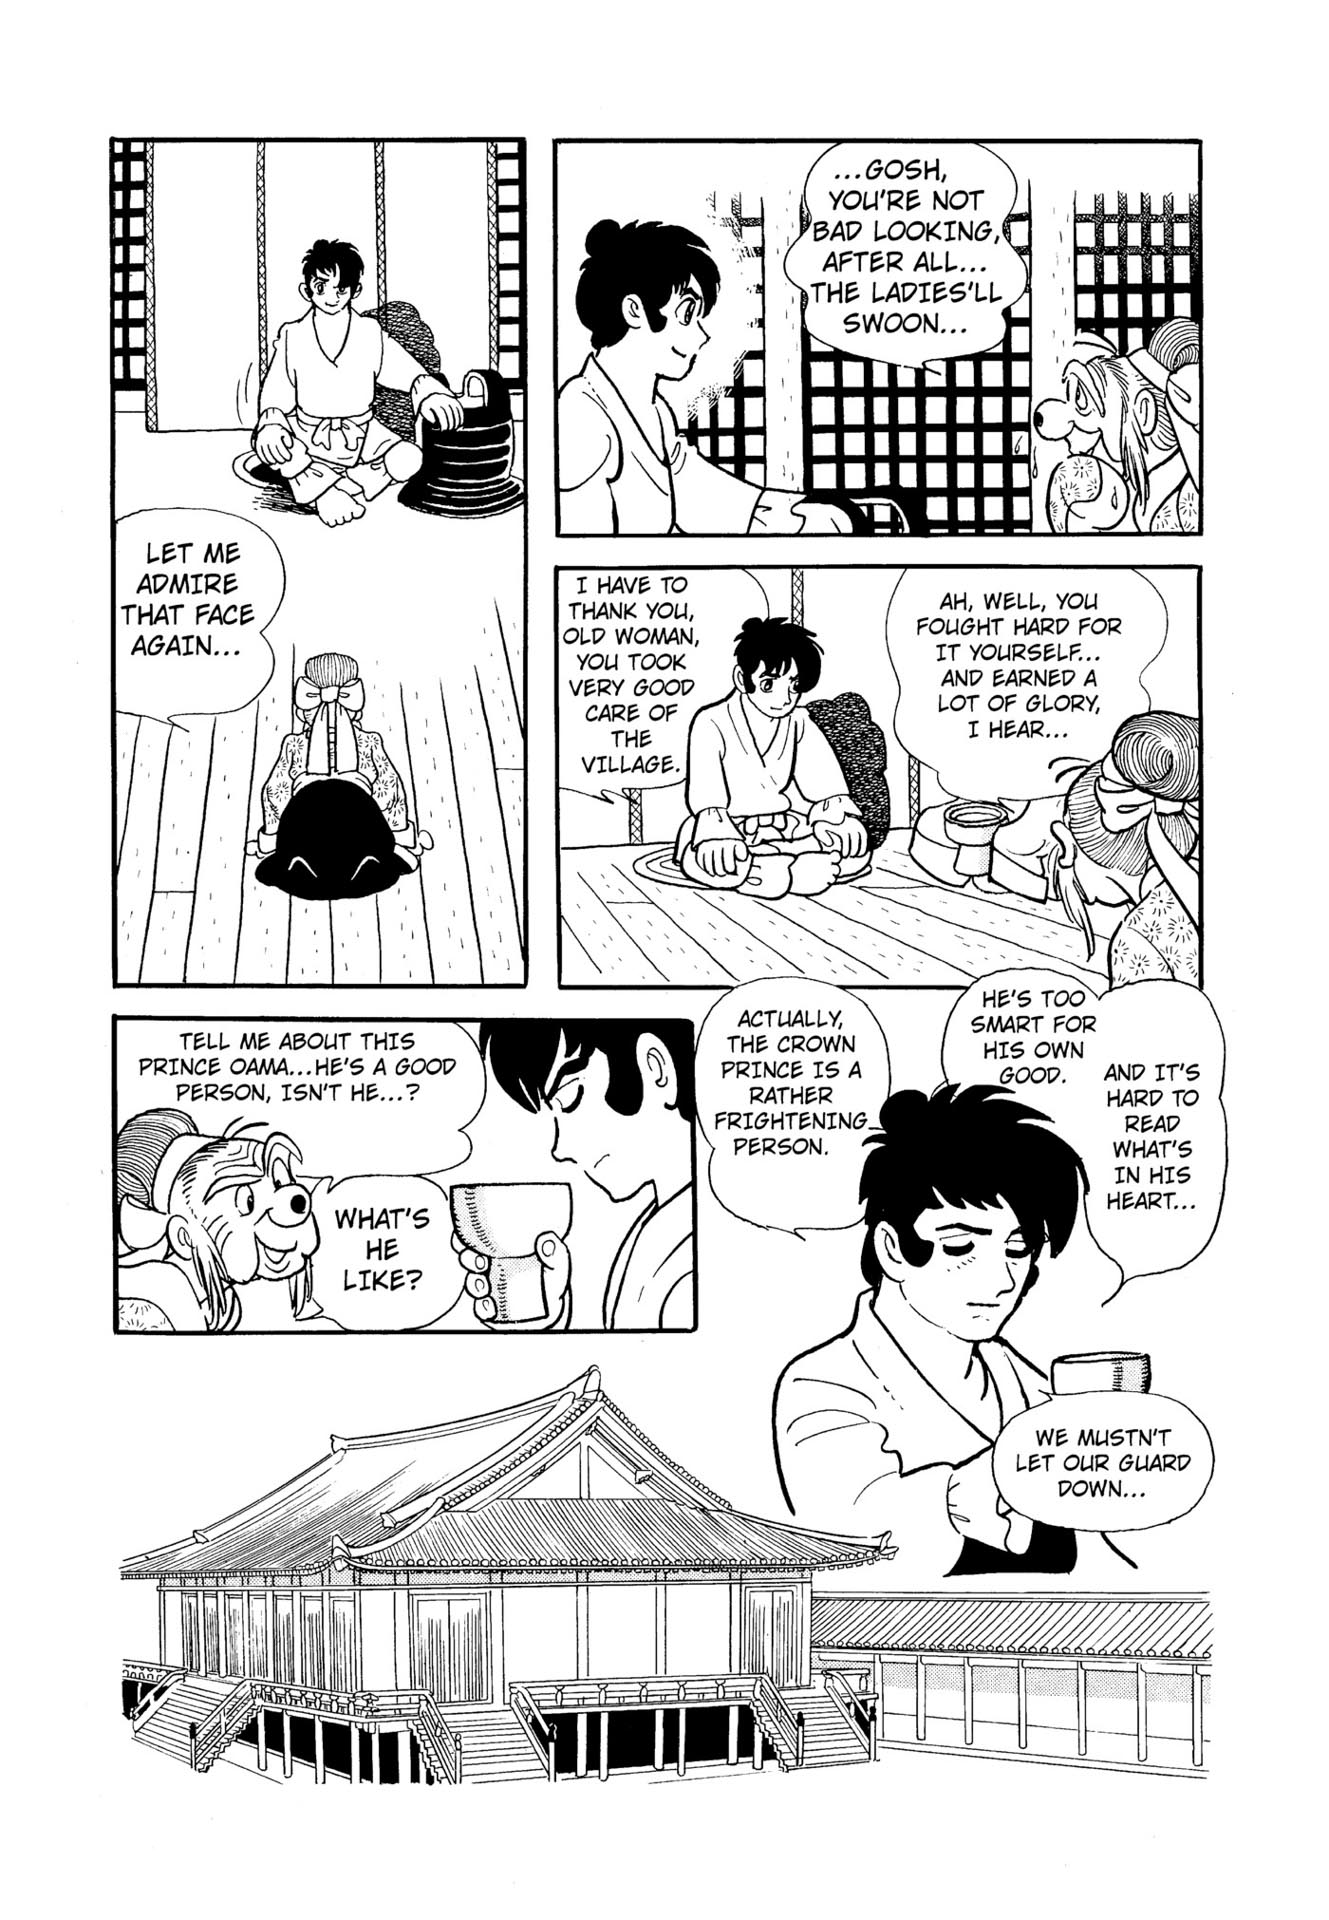 LET ME
ADMIRE
THAT FACE
AGAIN...
...GOSH,
YOU'RE NOT
BAD LOOKING,
AFTER ALL...
THE LADIES'LL
SWOON...
I HAVE TO
THANK YOU,
OLD WOMAN,
YOU TOOK
VERY GOOD
CARE OF
THE
VILLAGE.
AH, WELL, YOU
FOUGHT HARD FOR
IT YOURSELF...
AND EARNED A
LOT OF GLORY,
I HEAR...
TELL ME ABOUT THIS
PRINCE OAMA...HE'S A GOOD
PERSON, ISN'T HE...?
WHAT'S
HE
LIKE?
ACTUALLY,
THE CROWN
PRINCE IS A
RATHER
FRIGHTENING
PERSON.
HE'S TOO
SMART FOR
HIS OWN
GOOD.
AND IT'S
HARD TO
READ
WHAT'S
IN HIS
HEART...
WE MUSTN'T
LET OUR GUARD
DOWN...